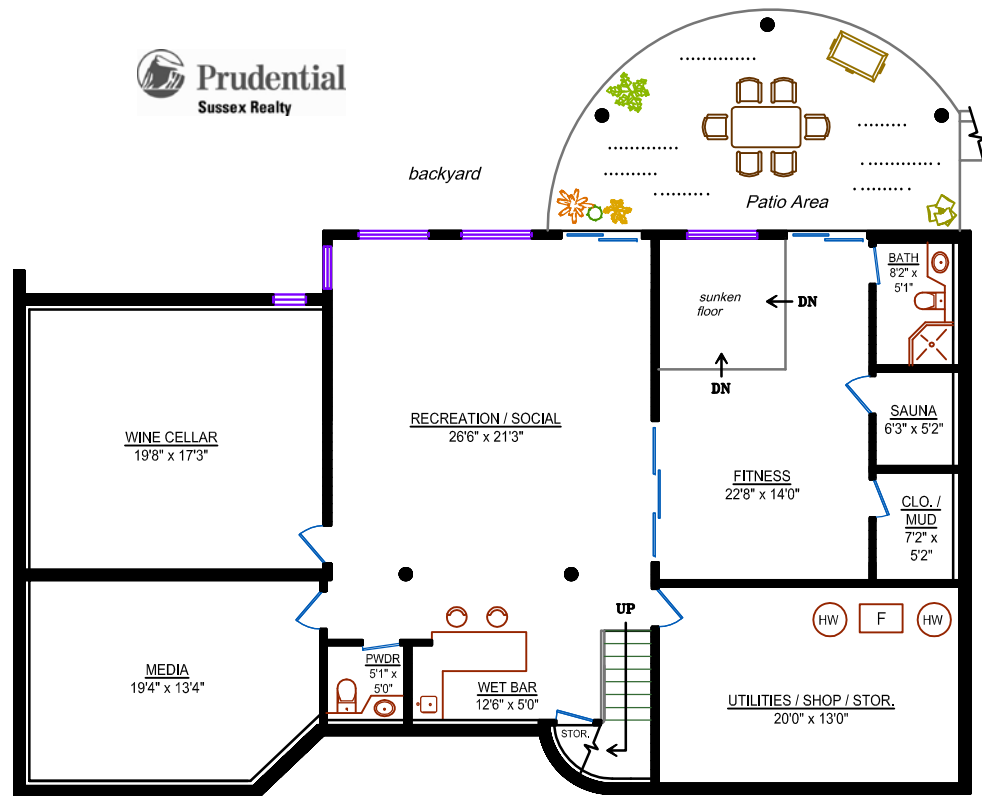 Prudential
Sussex Realty
backyard
Patio Area
BATH
8'2" x
5'1"
sunken
floor
DN
DN
SAUNA
6'3" x 5'2"
RECREATION / SOCIAL
26'6" x 21'3"
WINE CELLAR
19'8" x 17'3"
FITNESS
22'8" x 14'0"
CLO. /
MUD
7'2" x
5'2"
UP
HW
F
HW
PWDR
5'1" x
5'0"
MEDIA
19'4" x 13'4"
WET BAR
12'6" x 5'0"
UTILITIES / SHOP / STOR.
20'0" x 13'0"
STOR.